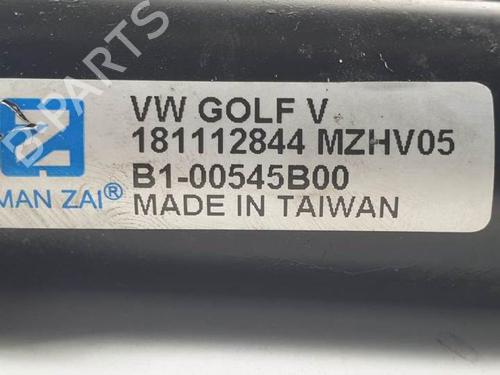 VW GOLF V
181112844 MZHV05
B1-00545B00
MAN ZAI®
MADE IN TAIWAN
B-PARTS